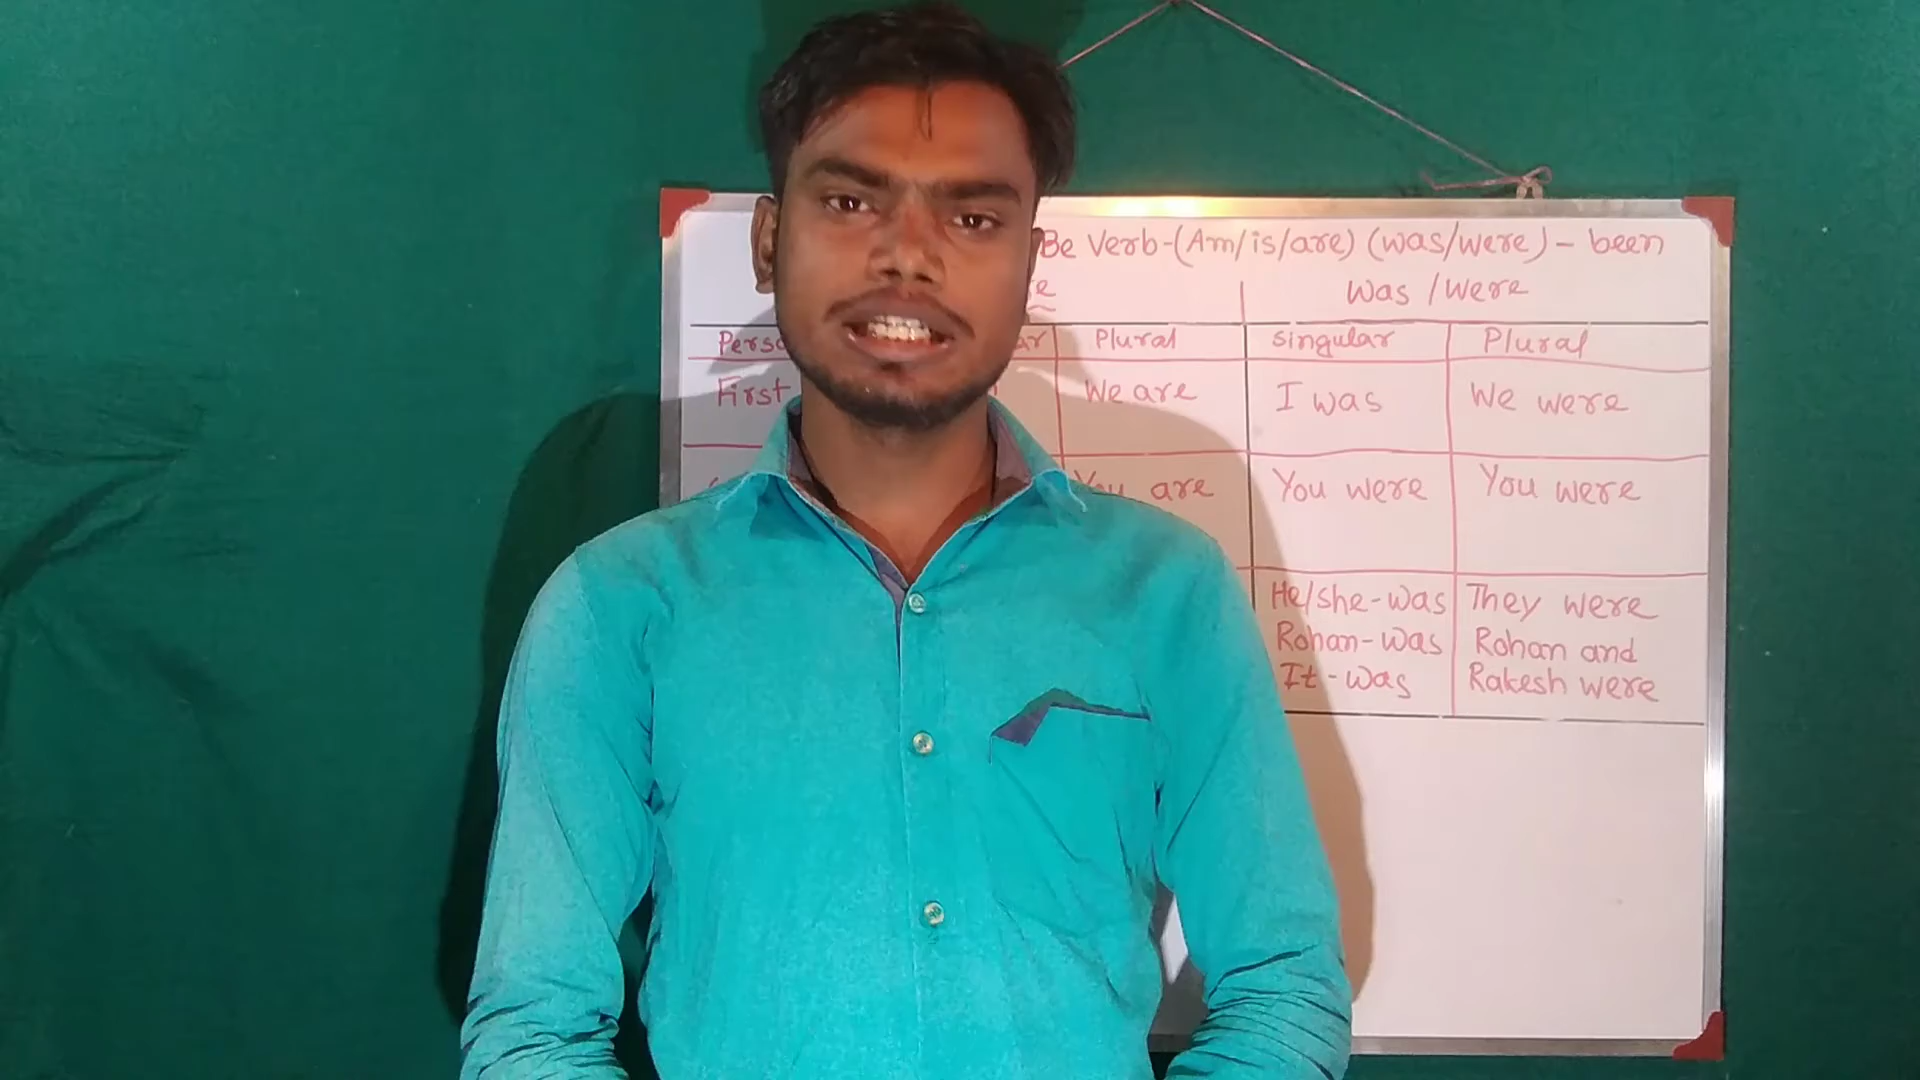 Be Verb-(Am/is/are) (was/were) - been
Was / Were
Plural singular Plural
First We are I was We were
You are You were You were
He/she-was They were
Rohan-was Rohan and
It-was Rakesh were